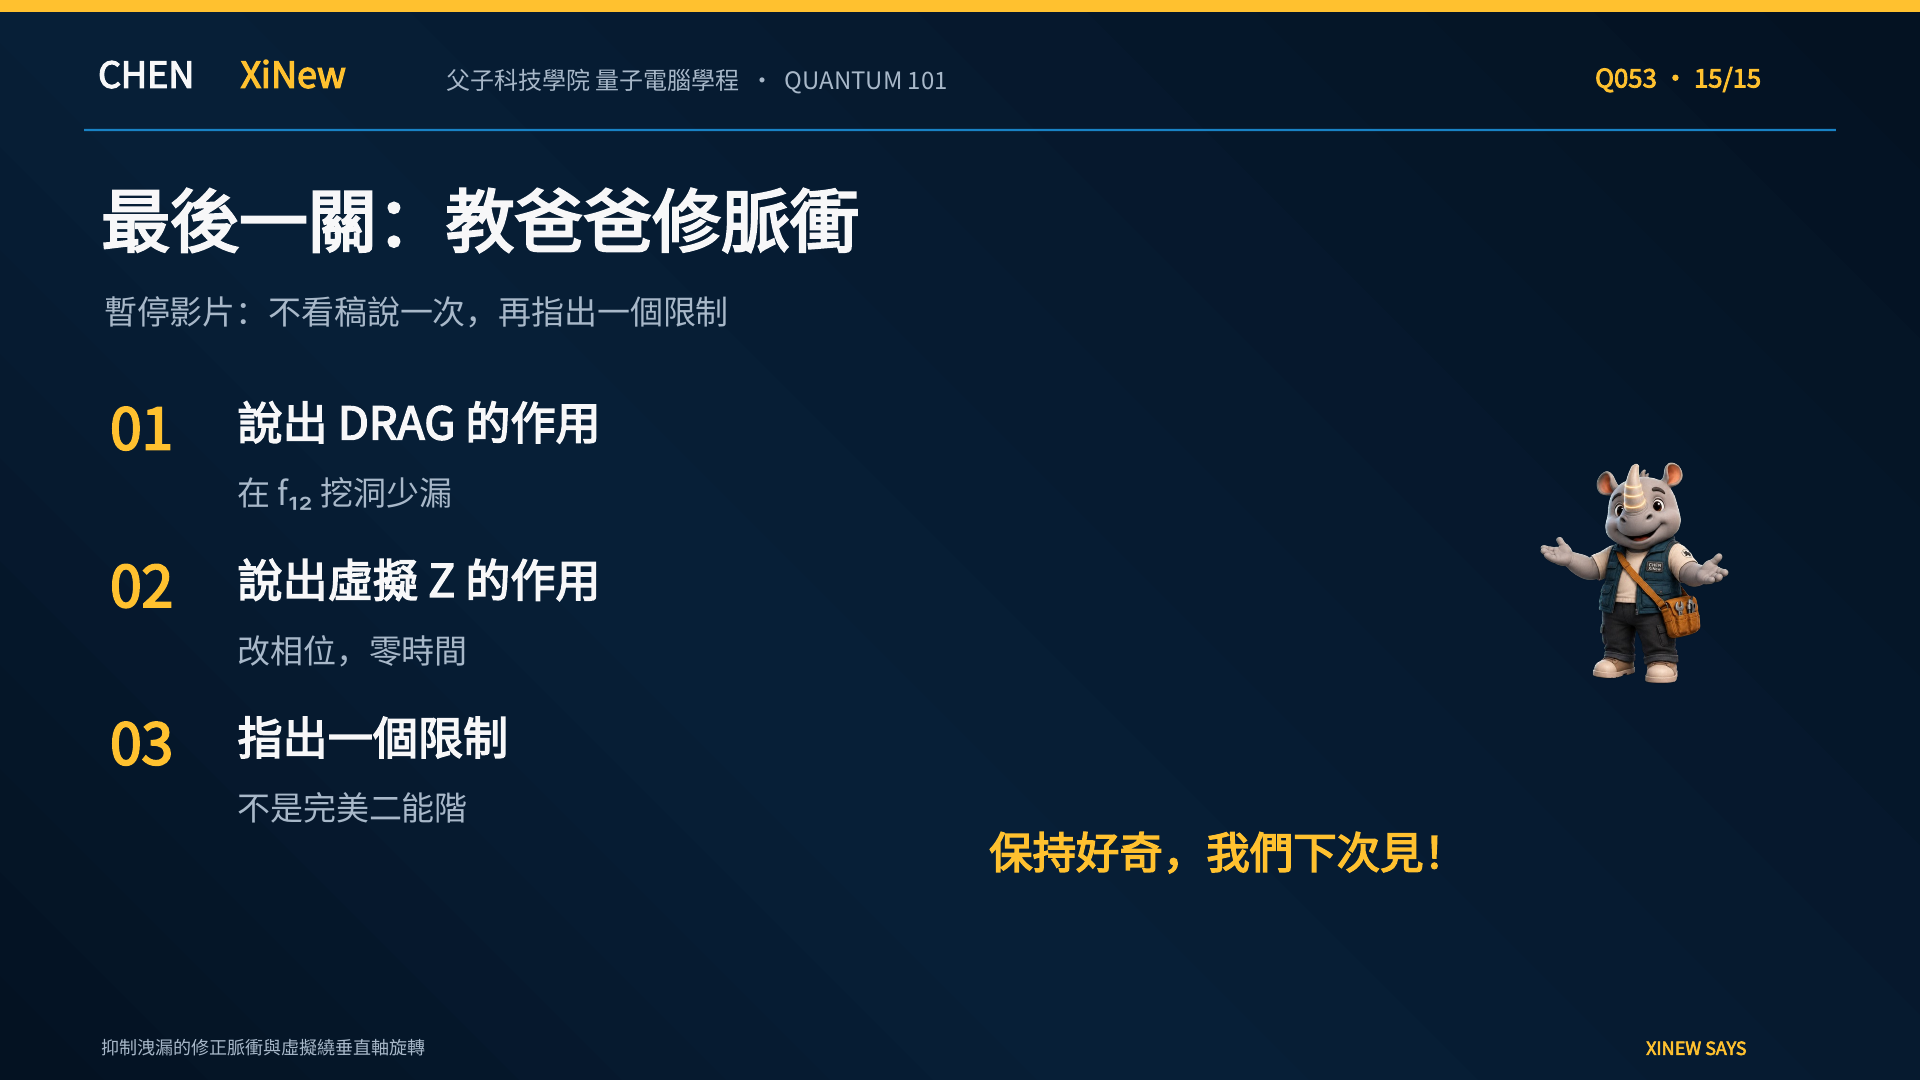 CHEN XiNew 父子科技學院 量子電腦學程 · QUANTUM 101 Q053 · 15/15
最後一關：教爸爸修脈衝
暫停影片：不看稿說一次，再指出一個限制
01 說出 DRAG 的作用
在 f₁₂ 挖洞少漏
02 說出虛擬 Z 的作用
改相位，零時間
03 指出一個限制
不是完美二能階
保持好奇，我們下次見！
抑制洩漏的修正脈衝與虛擬繞垂直軸旋轉
XINEW SAYS